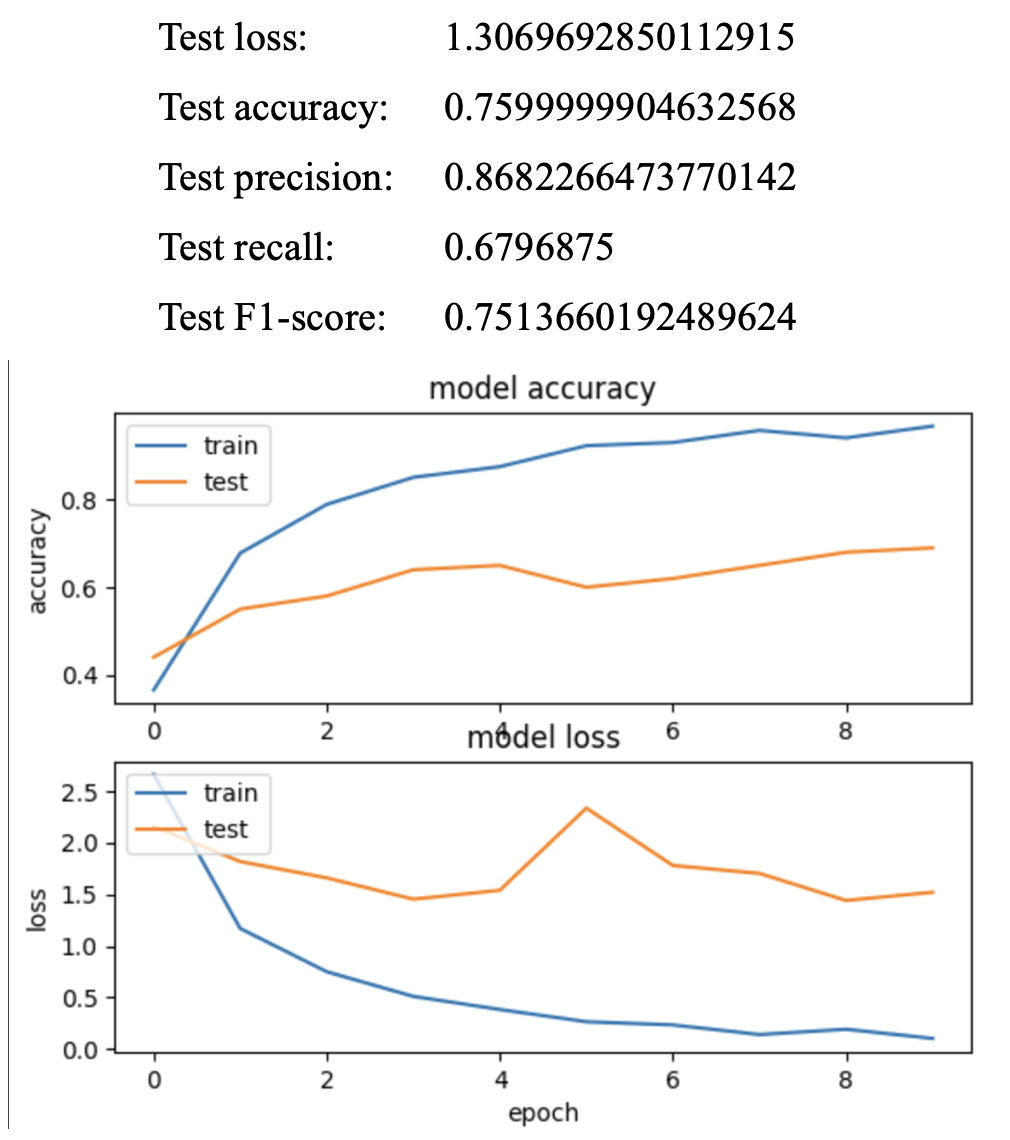 Test loss: 1.3069692850112915
Test accuracy: 0.7599999904632568
Test precision: 0.8682266473770142
Test recall: 0.6796875
Test F1-score: 0.7513660192489624
model accuracy
train
test
accuracy
0.8
0.6
0.4
0 2 4 6 8
model loss
train
test
loss
2.5
2.0
1.5
1.0
0.5
0.0
0 2 4 6 8
epoch